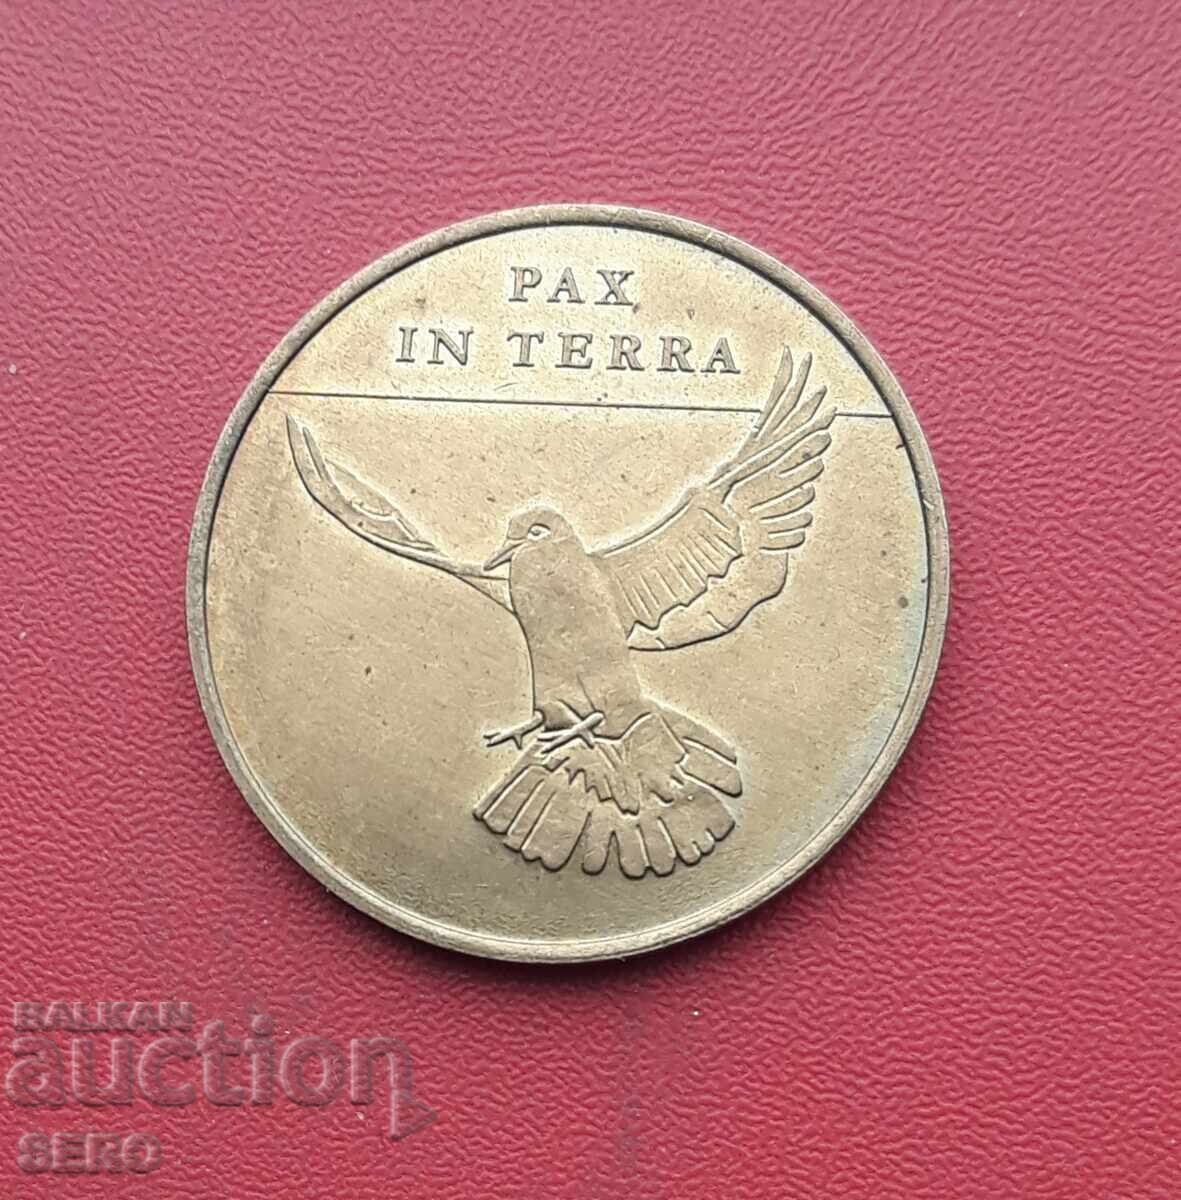 PAX
IN TERRA
BALKAN
auction
SERO